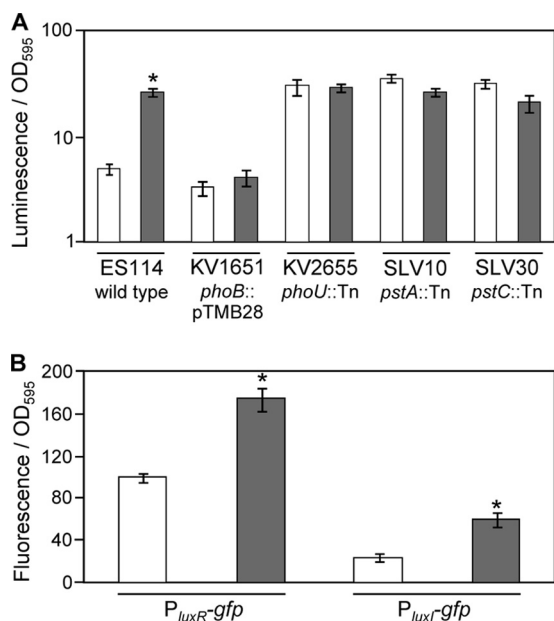 A
Luminescence / OD595
100
10
1
*
ES114 KV1651 KV2655 SLV10 SLV30
wild type phoB:: phoU::Tn pstA::Tn pstC::Tn
pTMB28
B
Fluorescence / OD595
200
160
120
80
40
0
*
*
PluxR-gfp PluxI-gfp